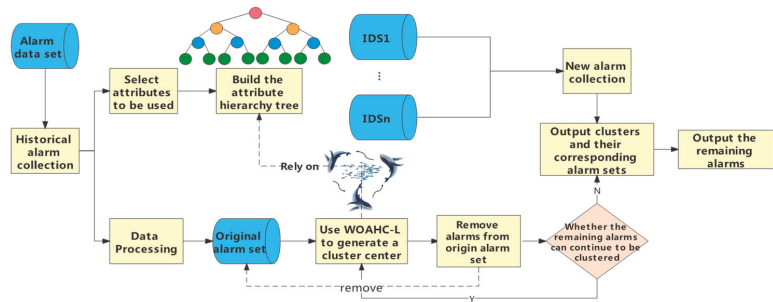 Alarm
data set
IDS1
...
IDSn
New alarm
collection
Select
attributes
to be used
Build the
attribute
hierarchy tree
Historical
alarm
collection
Output clusters
and their
corresponding
alarm sets
Output the
remaining
alarms
Rely on
N
Data
Processing
Original
alarm set
Use WOAHC-L
to generate a
cluster center
Remove
alarms from
origin alarm
set
Whether the
remaining alarms
can continue to be
clustered
remove
Y